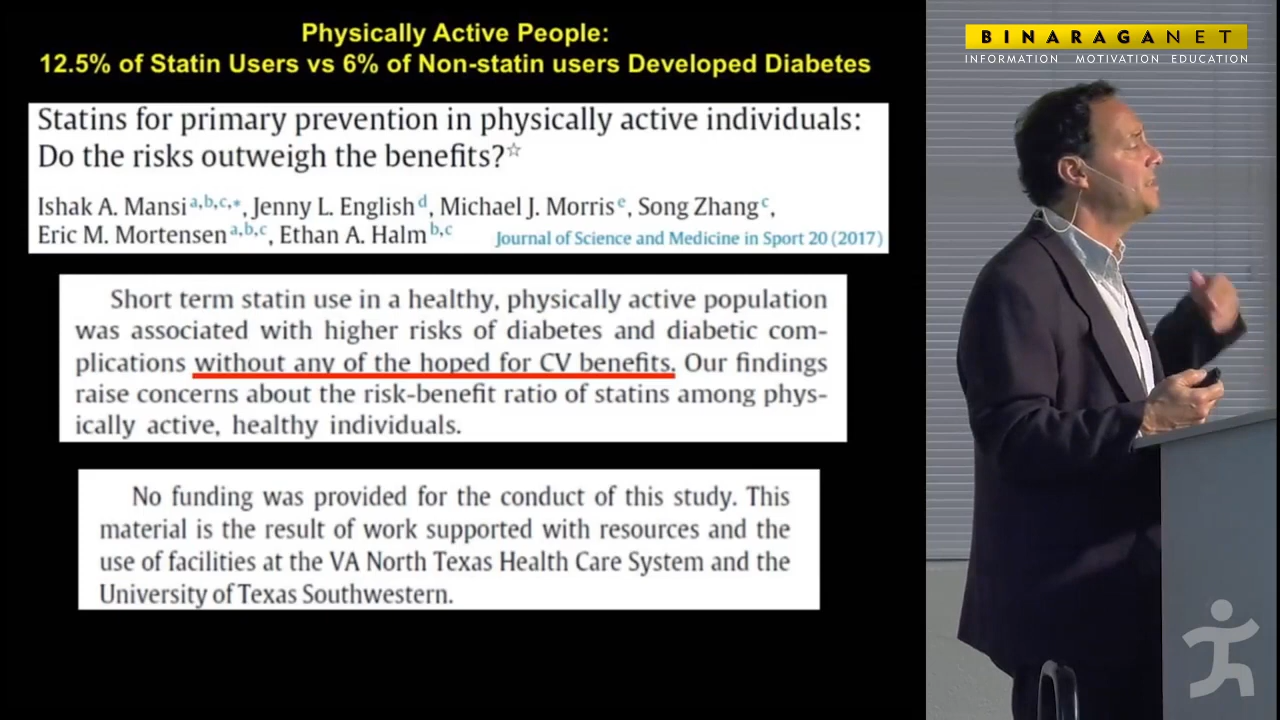 Physically Active People:
12.5% of Statin Users vs 6% of Non-statin users Developed Diabetes
Statins for primary prevention in physically active individuals:
Do the risks outweigh the benefits?☆
Ishak A. Mansi a,b,c,*, Jenny L. English d, Michael J. Morris e, Song Zhang c,
Eric M. Mortensen a,b,c, Ethan A. Halm b,c
Journal of Science and Medicine in Sport 20 (2017)
Short term statin use in a healthy, physically active population
was associated with higher risks of diabetes and diabetic com-
plications without any of the hoped for CV benefits. Our findings
raise concerns about the risk-benefit ratio of statins among phys-
ically active, healthy individuals.
No funding was provided for the conduct of this study. This
material is the result of work supported with resources and the
use of facilities at the VA North Texas Health Care System and the
University of Texas Southwestern.
BINARAGANET
INFORMATION MOTIVATION EDUCATION